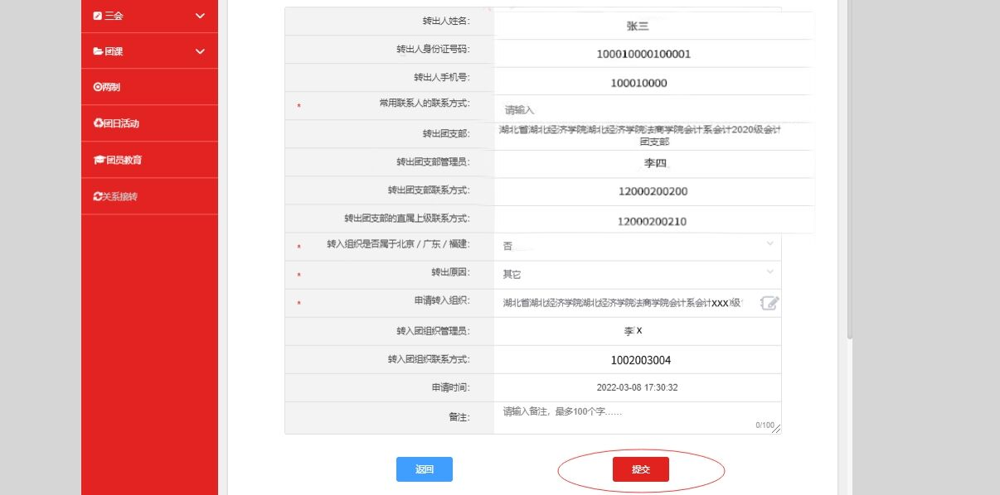 三会
团课
两制
团日活动
团员教育
关系接转
转出人姓名:
张三
转出人身份证号码:
100010000100001
转出人手机号:
100010000
* 常用联系人的联系方式:
请输入
转出团支部:
湖北省湖北经济学院湖北经济学院法商学院会计系会计2020级会计
团支部
转出团支部管理员:
李四
转出团支部联系方式:
12000200200
转出团支部的直属上级联系方式:
12000200210
* 转入组织是否属于北京 / 广东 / 福建:
否
* 转出原因:
其它
* 申请转入组织:
湖北省湖北经济学院湖北经济学院法商学院会计系会计XXX级
转入团组织管理员:
李 X
转入团组织联系方式:
1002003004
申请时间:
2022-03-08 17:30:32
备注:
请输入备注，最多100个字……
0/100
返回
提交